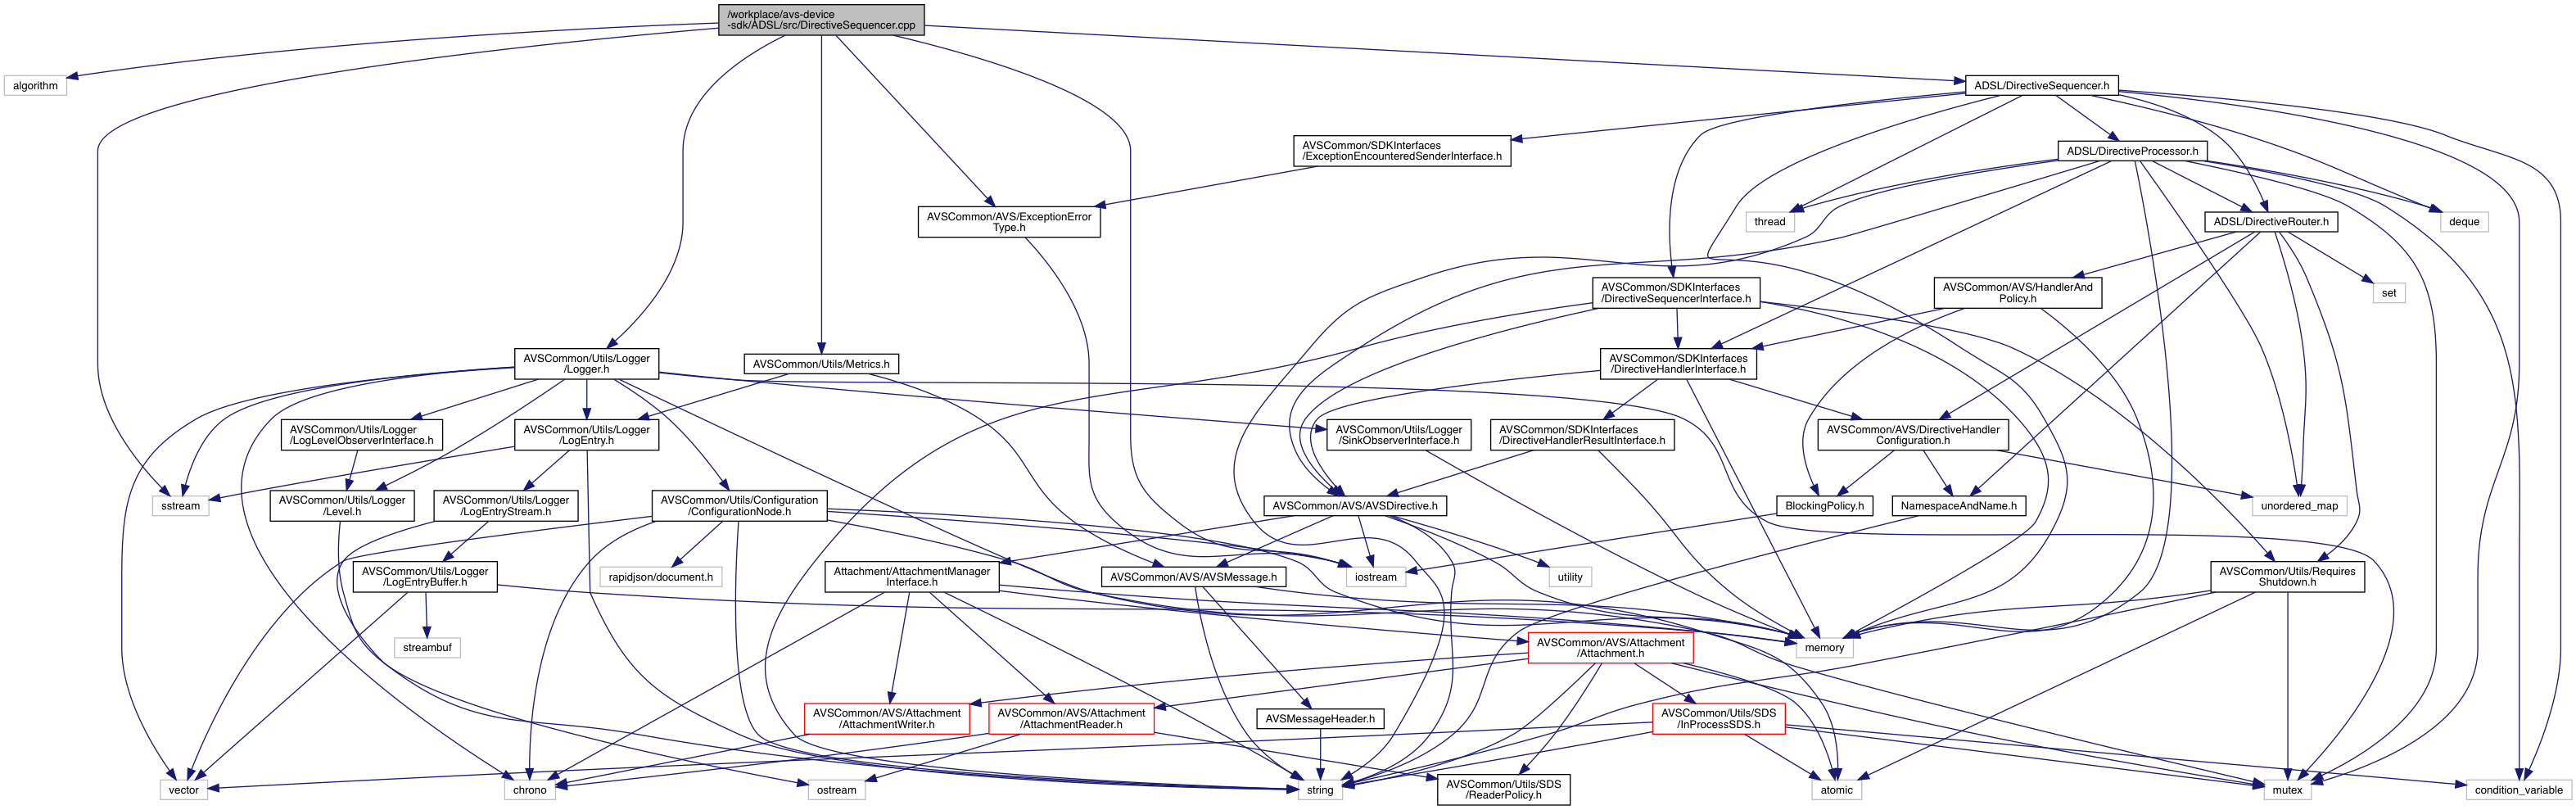 /workplace/avs-device
-sdk/ADSL/src/DirectiveSequencer.cpp
algorithm
ADSL/DirectiveSequencer.h
AVSCommon/SDKInterfaces
/ExceptionEncounteredSenderInterface.h
ADSL/DirectiveProcessor.h
AVSCommon/AVS/ExceptionError
Type.h
thread
ADSL/DirectiveRouter.h
deque
AVSCommon/SDKInterfaces
/DirectiveSequencerInterface.h
AVSCommon/AVS/HandlerAnd
Policy.h
set
AVSCommon/Utils/Logger
/Logger.h
AVSCommon/Utils/Metrics.h
AVSCommon/SDKInterfaces
/DirectiveHandlerInterface.h
AVSCommon/Utils/Logger
/LogLevelObserverInterface.h
AVSCommon/Utils/Logger
/LogEntry.h
AVSCommon/Utils/Logger
/SinkObserverInterface.h
AVSCommon/SDKInterfaces
/DirectiveHandlerResultInterface.h
AVSCommon/AVS/DirectiveHandler
Configuration.h
sstream
AVSCommon/Utils/Logger
/Level.h
AVSCommon/Utils/Logger
/LogEntryStream.h
AVSCommon/Utils/Configuration
/ConfigurationNode.h
AVSCommon/AVS/AVSDirective.h
BlockingPolicy.h
NamespaceAndName.h
unordered_map
AVSCommon/Utils/Logger
/LogEntryBuffer.h
rapidjson/document.h
Attachment/AttachmentManager
Interface.h
AVSCommon/AVS/AVSMessage.h
iostream
utility
AVSCommon/Utils/Requires
Shutdown.h
streambuf
AVSCommon/AVS/Attachment
/Attachment.h
memory
AVSCommon/AVS/Attachment
/AttachmentWriter.h
AVSCommon/AVS/Attachment
/AttachmentReader.h
AVSMessageHeader.h
AVSCommon/Utils/SDS
/InProcessSDS.h
vector
chrono
ostream
string
AVSCommon/Utils/SDS
/ReaderPolicy.h
atomic
mutex
condition_variable